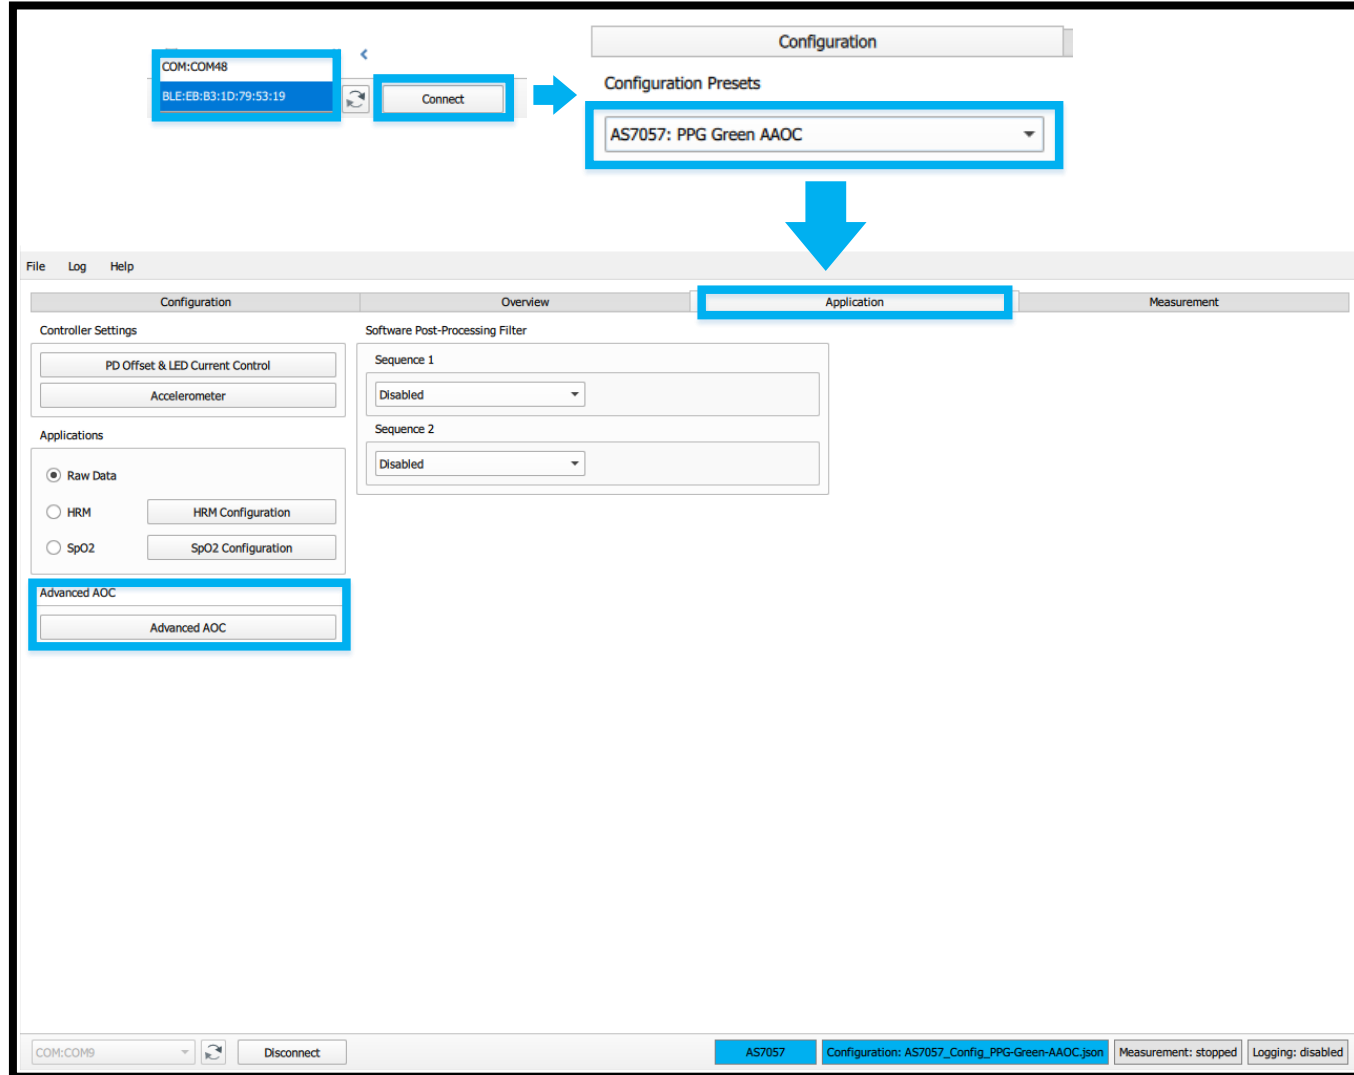 COM:COM48
BLE:EB:B3:1D:79:53:19
Connect
Configuration
Configuration Presets
AS7057: PPG Green AAOC
File Log Help
Configuration Overview Application Measurement
Controller Settings
PD Offset & LED Current Control
Accelerometer
Applications
Raw Data
HRM HRM Configuration
SpO2 SpO2 Configuration
Advanced AOC
Advanced AOC
Software Post-Processing Filter
Sequence 1
Disabled
Sequence 2
Disabled
COM:COM9 Disconnect AS7057 Configuration: AS7057_Config_PPG-Green-AAOC.json Measurement: stopped Logging: disabled